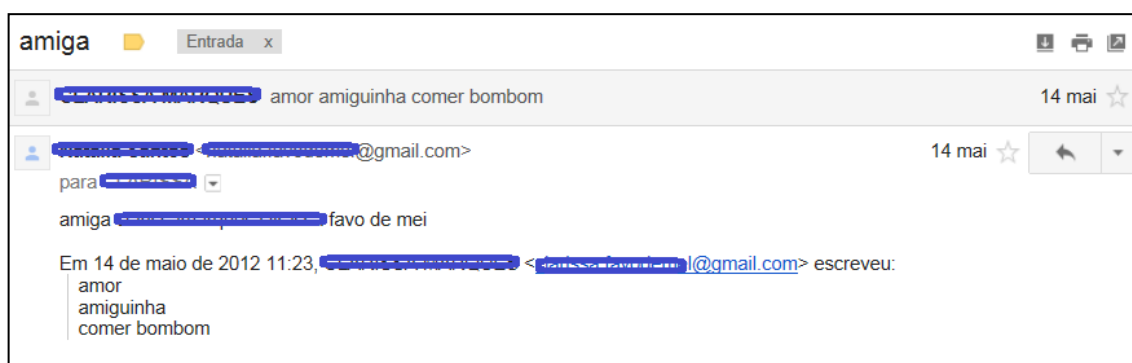 amiga Entrada x
amor amiguinha comer bombom 14 mai
< @gmail.com> 14 mai
para
amiga favo de mei
Em 14 de maio de 2012 11:23, < l@gmail.com> escreveu:
amor
amiguinha
comer bombom